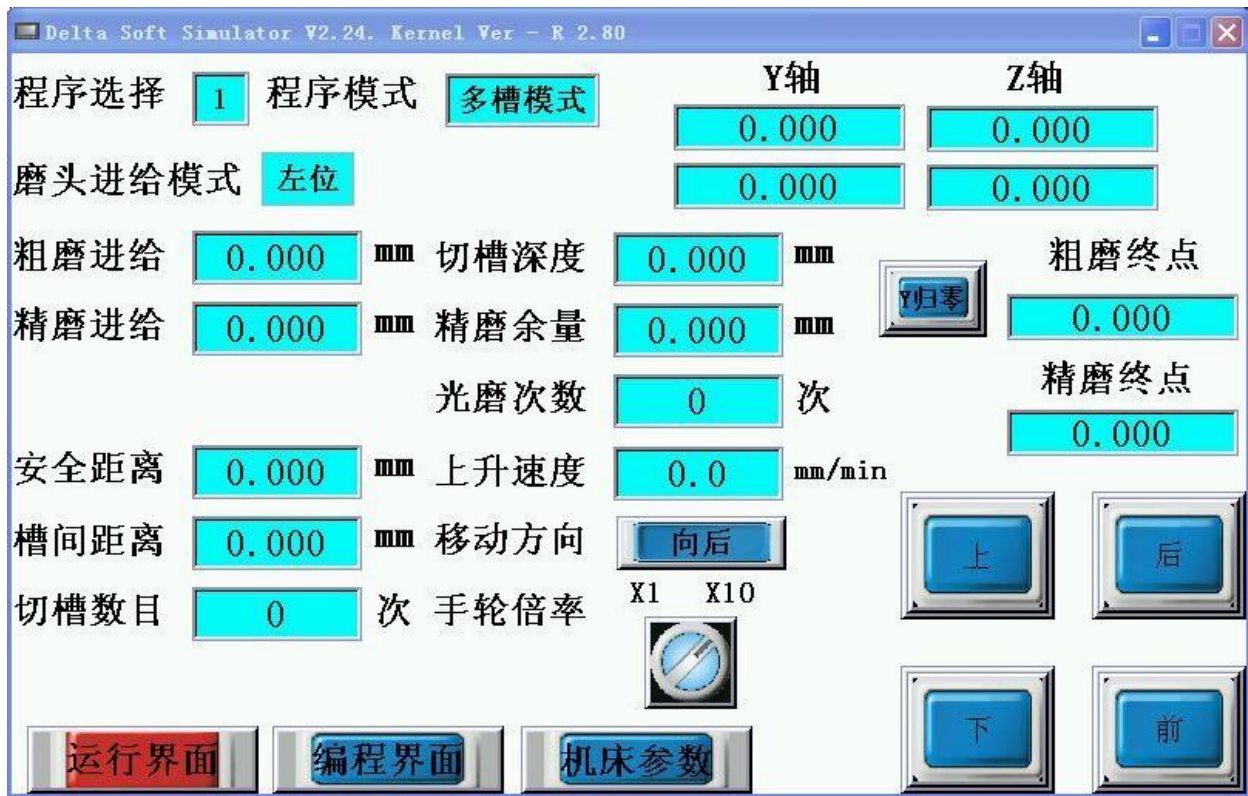 Delta Soft Simulator V2.24. Kernel Ver - R 2.80
程序选择 1 程序模式 多槽模式 Y轴 Z轴
0.000 0.000
磨头进给模式 左位 0.000 0.000
粗磨进给 0.000 mm 切槽深度 0.000 mm Y归零 粗磨终点
精磨进给 0.000 mm 精磨余量 0.000 mm 0.000
光磨次数 0 次 精磨终点
0.000
安全距离 0.000 mm 上升速度 0.0 mm/min
槽间距离 0.000 mm 移动方向 向后 上 后
切槽数目 0 次 手轮倍率 X1 X10
下 前
运行界面 编程界面 机床参数